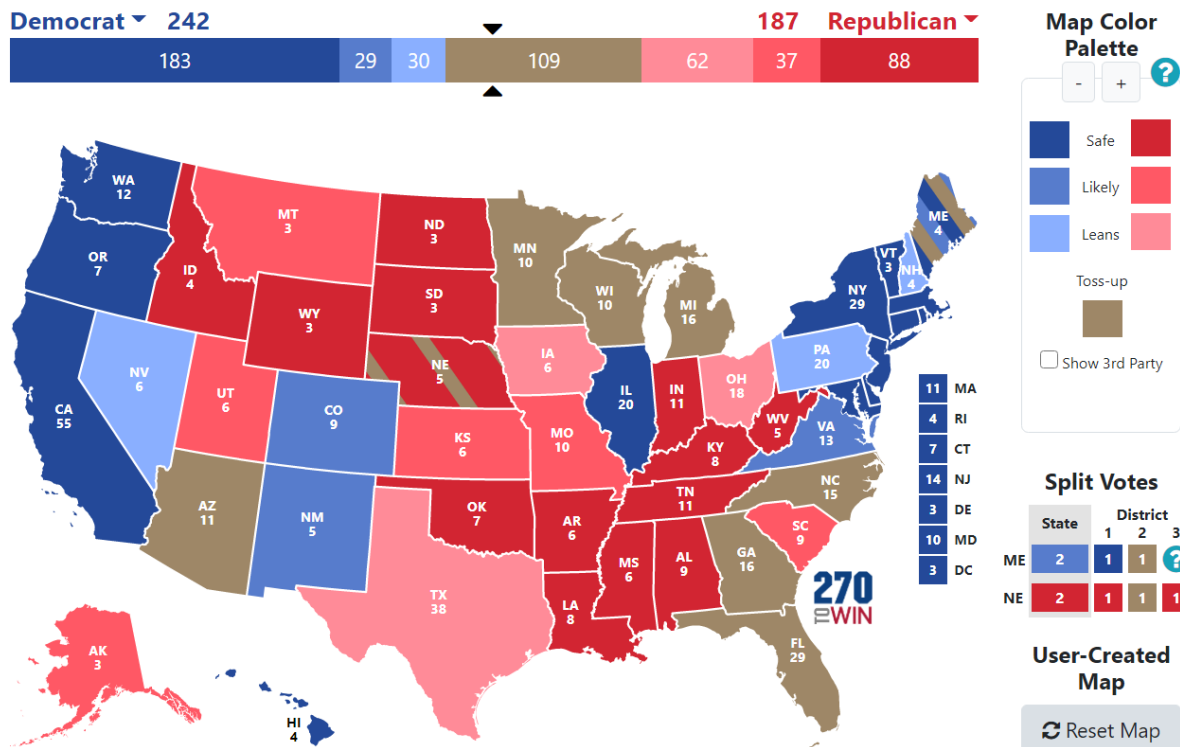 Democrat 242
187 Republican
183 29 30 109 62 37 88
Map Color
Palette
- + ?
Safe
Likely
Leans
Toss-up
Show 3rd Party
WA
12
OR
7
CA
55
NV
6
ID
4
MT
3
WY
3
UT
6
AZ
11
CO
9
NM
5
ND
3
SD
3
NE
5
KS
6
OK
7
TX
38
MN
10
IA
6
MO
10
AR
6
LA
8
WI
10
IL
20
MI
16
IN
11
OH
18
KY
8
TN
11
MS
6
AL
9
GA
16
FL
29
SC
9
NC
15
VA
13
WV
5
PA
20
NY
29
VT
3
NH
4
ME
4
AK
3
HI
4
11 MA
4 RI
7 CT
14 NJ
3 DE
10 MD
3 DC
270
TO WIN
Split Votes
State District
1 2 3
ME 2 1 1 ?
NE 2 1 1 1
User-Created
Map
Reset Map